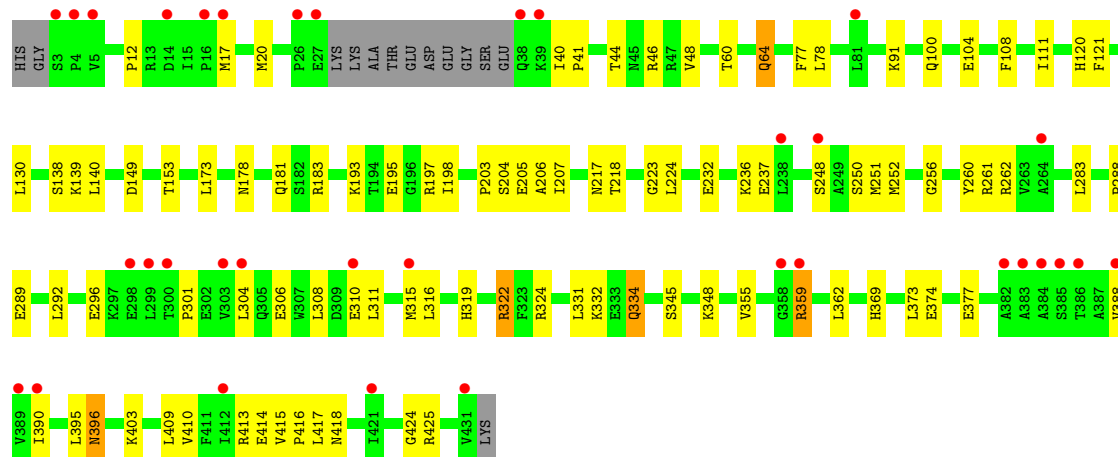 HIS GLY S3 P4 V5 P12 R13 D14 I15 P16 M17 M20 P26 E27 LYS LYS ALA THR GLU ASP GLU GLY SER GLU Q38 K39 I40 P41 T44 N45 R46 R47 V48 T60 Q64 F77 L78 L81 K91 Q100 E104 F108 I111 H120 F121
L130 S138 K139 L140 D149 T153 L173 N178 Q181 S182 R183 K193 T194 E195 G196 R197 I198 P203 S204 E205 A206 I207 N217 T218 G223 L224 E232 K236 E237 L238 S248 A249 S250 M251 M252 G256 Y260 R261 R262 V263 A264 L283
E289 L292 E296 K297 E298 L299 T300 P301 E302 V303 L304 Q305 E306 W307 L308 D309 E310 L311 M315 L316 H319 R322 F323 R324 L331 K332 E333 Q334 S345 K348 V355 G358 R359 L362 H369 L373 E374 E377 A382 A383 A384 S385 T386 A387 V388
V389 I390 L395 N396 K403 L409 V410 F411 I412 R413 E414 V415 P416 L417 N418 I421 G424 R425 V431 LYS